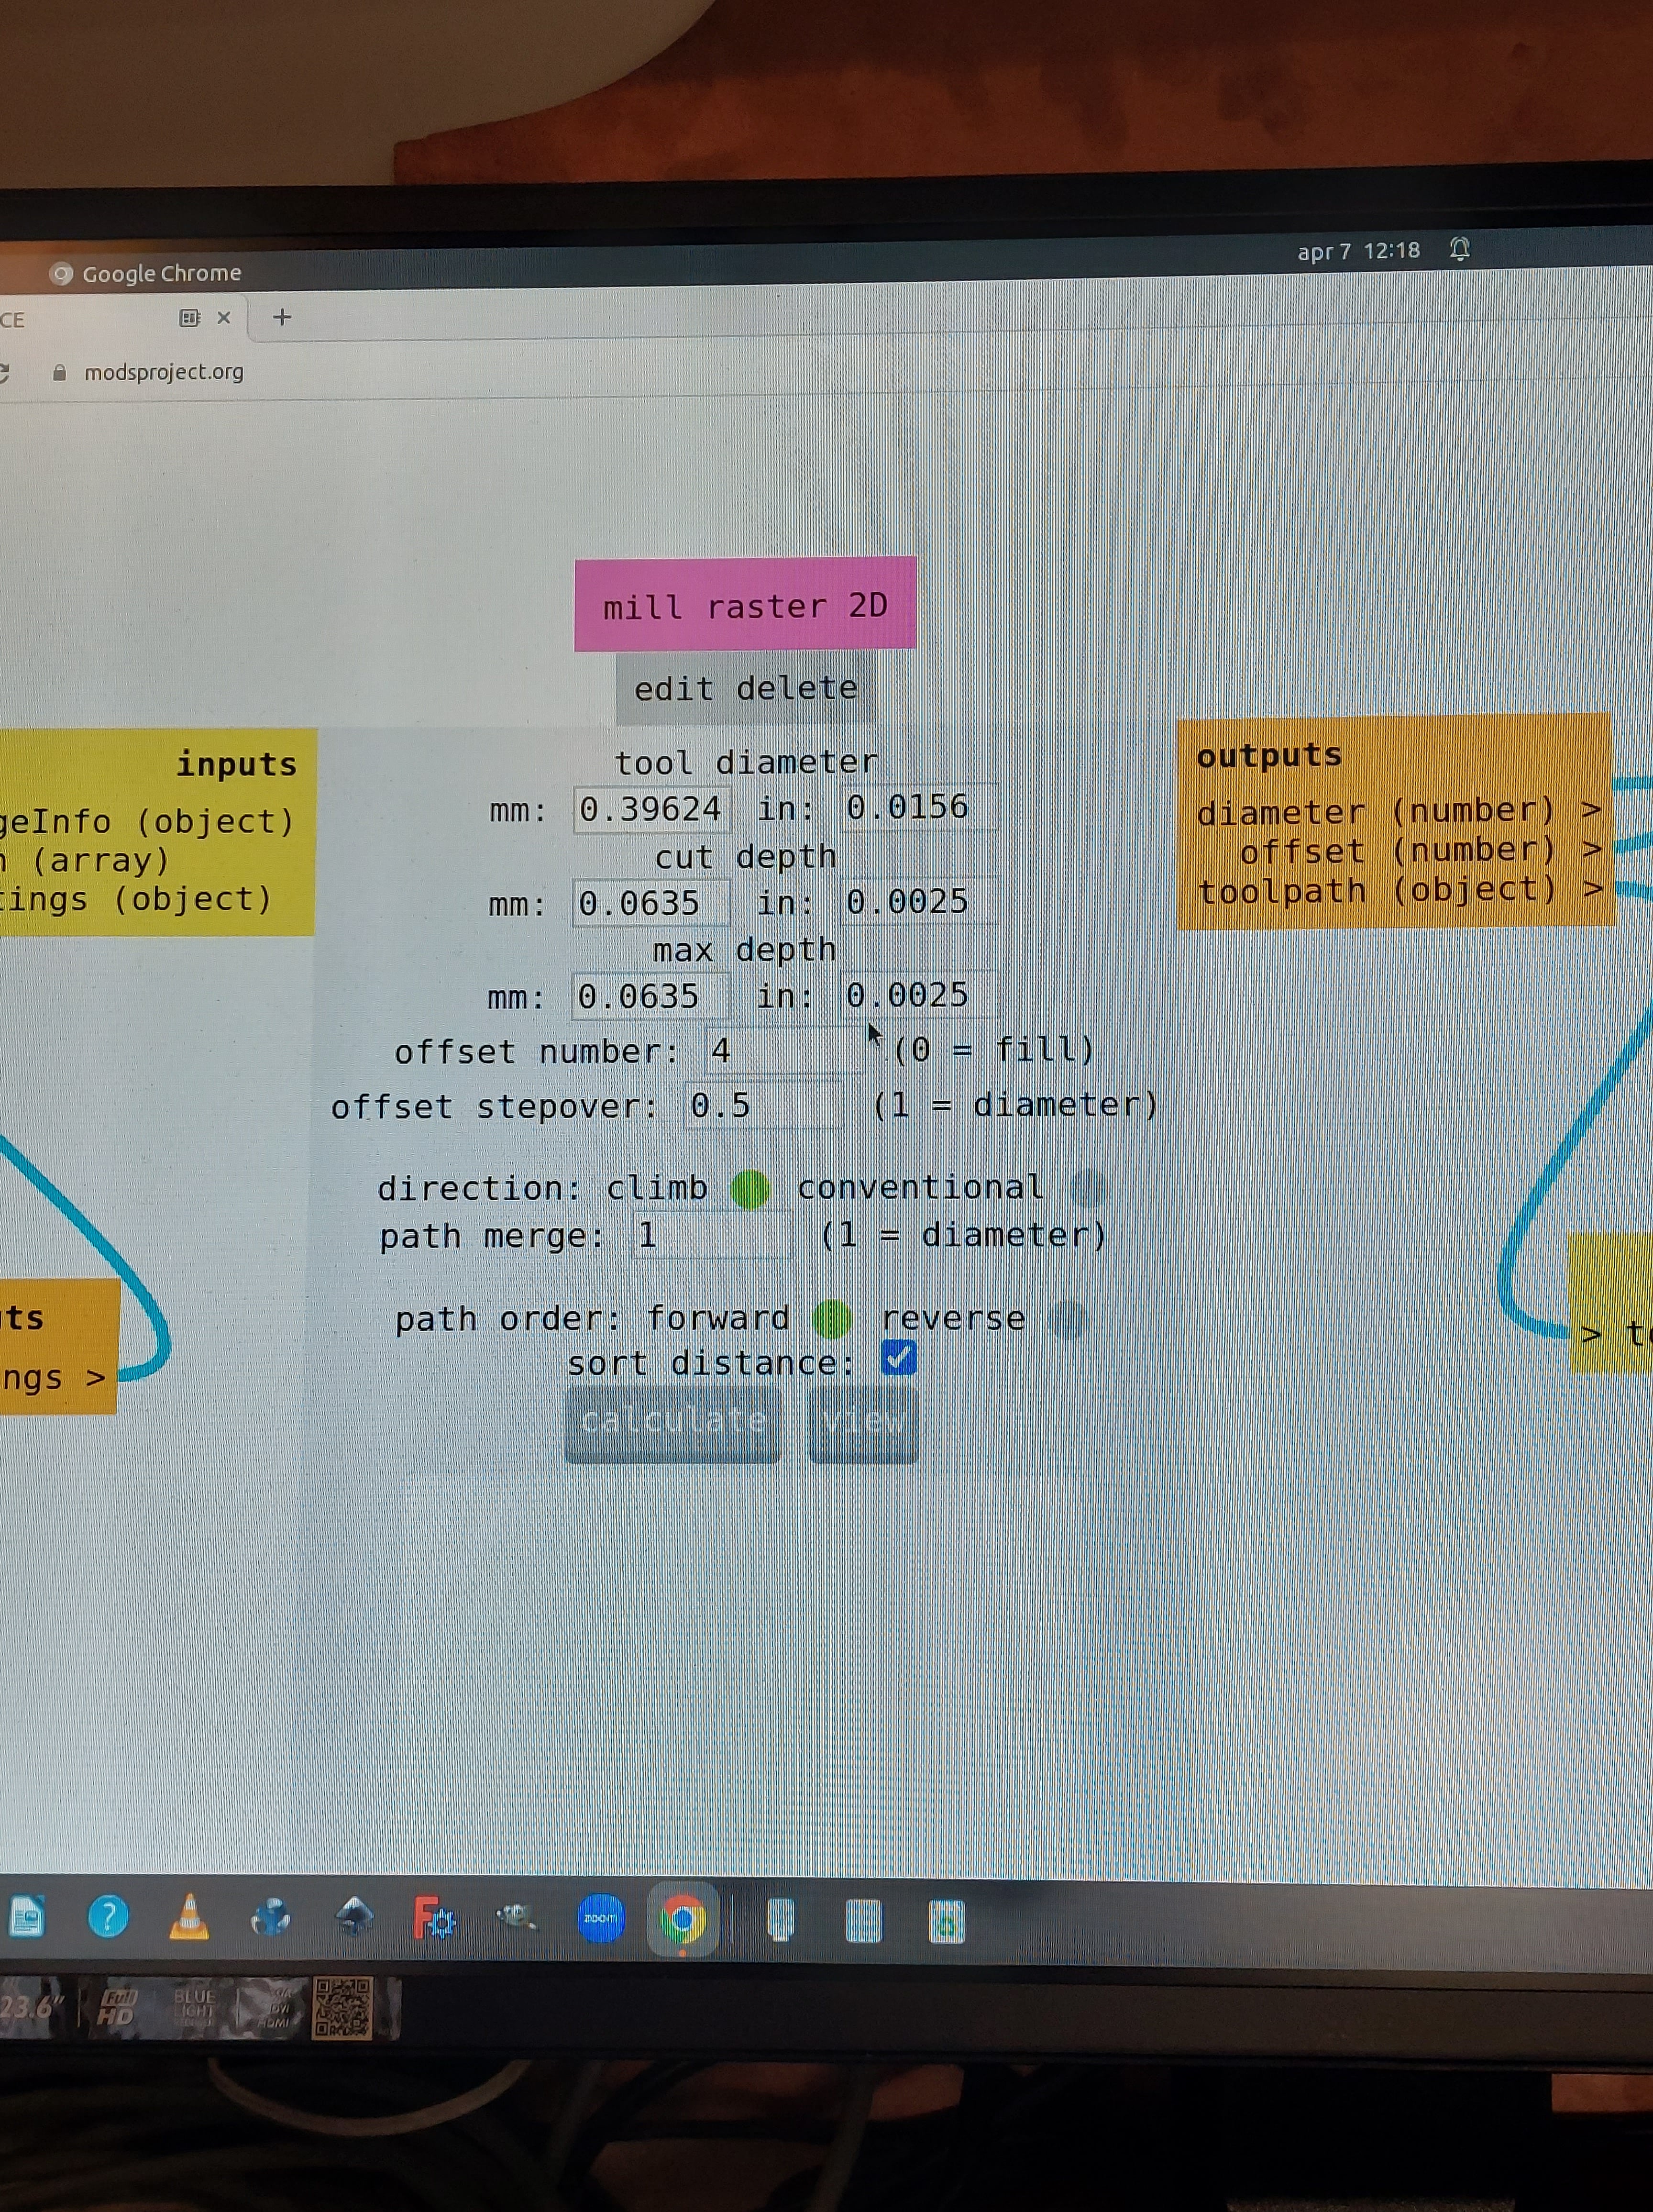 Google Chrome
apr 7 12:18
CE
modsproject.org
mill raster 2D
edit delete
inputs
geInfo (object)
(array)
ings (object)
tool diameter
mm: 0.39624 in: 0.0156
cut depth
mm: 0.0635 in: 0.0025
max depth
mm: 0.0635 in: 0.0025
offset number: 4 (0 = fill)
offset stepover: 0.5 (1 = diameter)
direction: climb conventional
path merge: 1 (1 = diameter)
path order: forward reverse
sort distance:
calculate view
outputs
diameter (number) >
offset (number) >
toolpath (object) >
ts
ngs >
> to
?
zoom
23.6"
Full HD
BLUE
LIGHT
DVI
HDMI